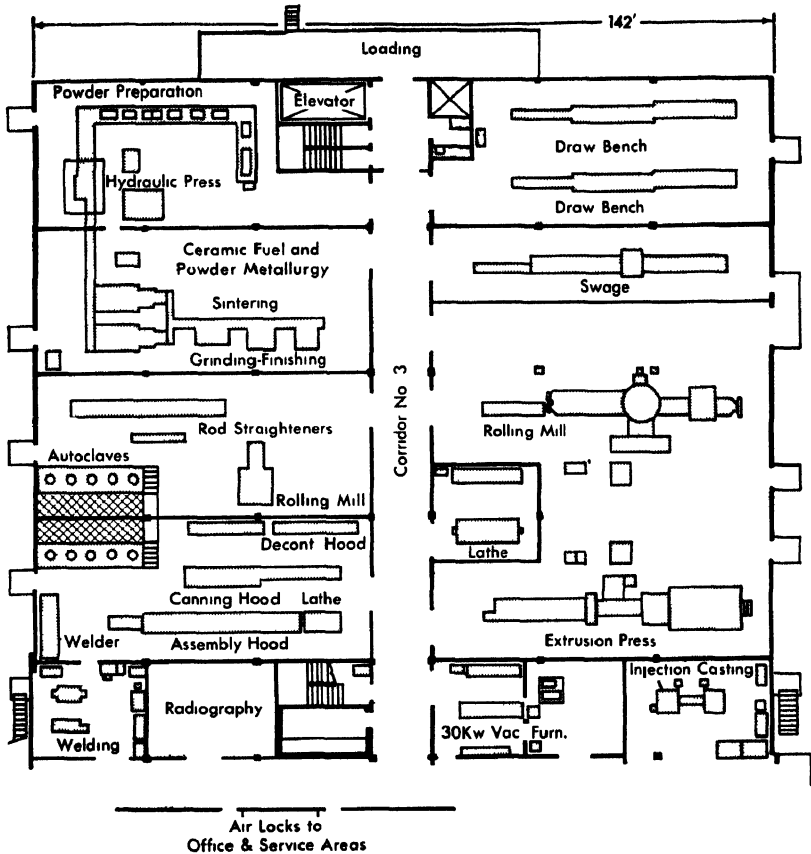 142'
Loading
Powder Preparation
Elevator
Hydraulic Press
Draw Bench
Draw Bench
Ceramic Fuel and
Powder Metallurgy
Sintering
Grinding-Finishing
Swage
Corridor No 3
Rod Straighteners
Rolling Mill
Autoclaves
Rolling Mill
Decont Hood
Lathe
Canning Hood
Lathe
Welder
Assembly Hood
Extrusion Press
Radiography
Injection Casting
Welding
30Kw Vac Furn.
Air Locks to
Office & Service Areas